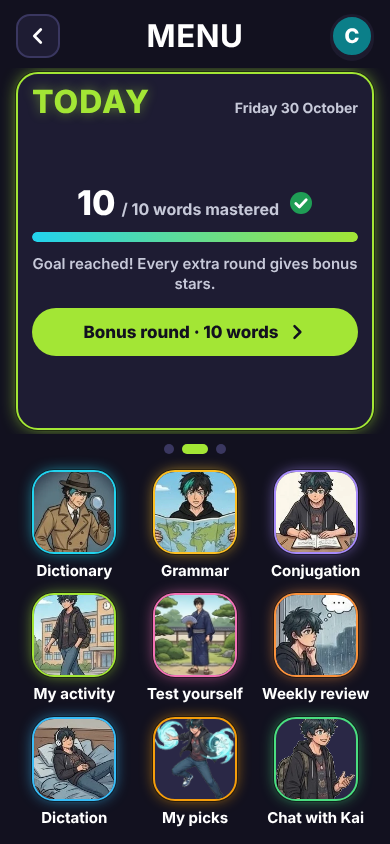 MENU
C
TODAY
Friday 30 October
10 / 10 words mastered
Goal reached! Every extra round gives bonus
stars.
Bonus round · 10 words
Dictionary
Grammar
Conjugation
My activity
Test yourself
Weekly review
Dictation
My picks
Chat with Kai